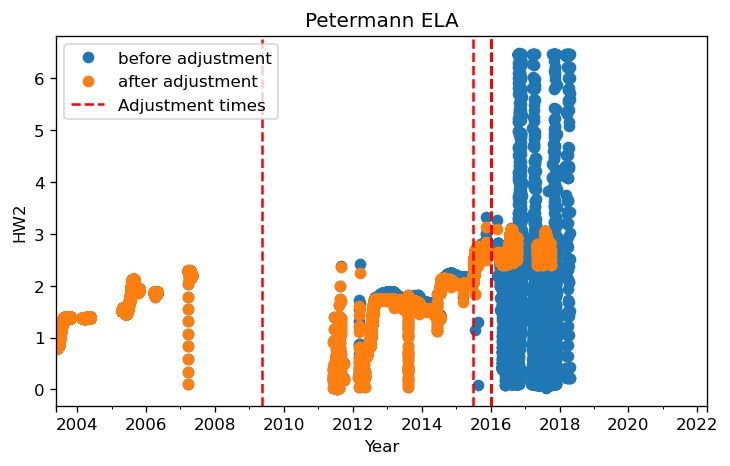 Petermann ELA
before adjustment
after adjustment
Adjustment times
HW2
6
5
4
3
2
1
0
2004 2006 2008 2010 2012 2014 2016 2018 2020 2022
Year